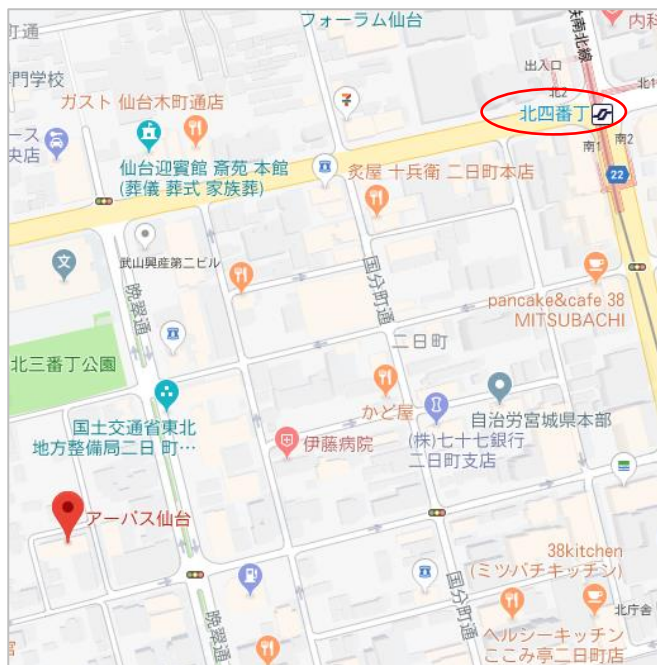 フォーラム仙台
内科
町通
鉄南北線
出入口
北2
専門学校
ガスト 仙台木町通店
北四番丁
南1
南2
22
仙台迎賓館 斎苑 本館
(葬儀 葬式 家族葬)
炙屋 十兵衛 二日町本店
文
武山興産第二ビル
晩翠通
国分町通
pancake&cafe 38
MITSUBACHI
二日町
北三番丁公園
かど屋
国土交通省東北
地方整備局二日 町…
伊藤病院
(株)七十七銀行
二日町支店
自治労宮城県本部
アーバス仙台
38kitchen
(ミツバチキッチン)
国分町通
北庁舎
晩翠通
ヘルシーキッチン
ここみ亭二日町店